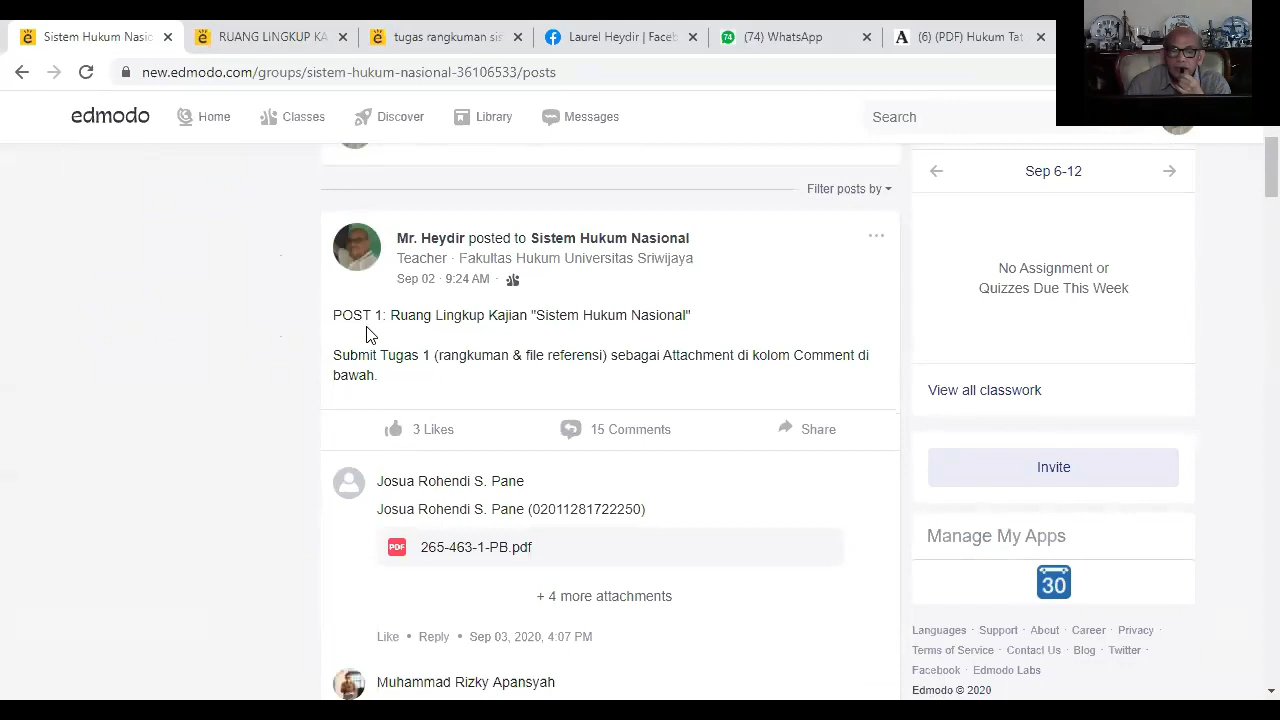 Sistem Hukum Nasio
RUANG LINGKUP KA
tugas rangkuman sis
Laurel Heydir | Faceb
(74) WhatsApp
(6) (PDF) Hukum Tat
new.edmodo.com/groups/sistem-hukum-nasional-36106533/posts
edmodo
Home
Classes
Discover
Library
Messages
Search
Filter posts by
Mr. Heydir posted to Sistem Hukum Nasional
Teacher · Fakultas Hukum Universitas Sriwijaya
Sep 02 · 9:24 AM ·
POST 1: Ruang Lingkup Kajian "Sistem Hukum Nasional"
Submit Tugas 1 (rangkuman & file referensi) sebagai Attachment di kolom Comment di
bawah.
3 Likes
15 Comments
Share
Josua Rohendi S. Pane
Josua Rohendi S. Pane (02011281722250)
PDF
265-463-1-PB.pdf
+ 4 more attachments
Like • Reply • Sep 03, 2020, 4:07 PM
Muhammad Rizky Apansyah
Sep 6-12
No Assignment or
Quizzes Due This Week
View all classwork
Invite
Manage My Apps
30
Languages · Support · About · Career · Privacy ·
Terms of Service · Contact Us · Blog · Twitter ·
Facebook · Edmodo Labs
Edmodo © 2020